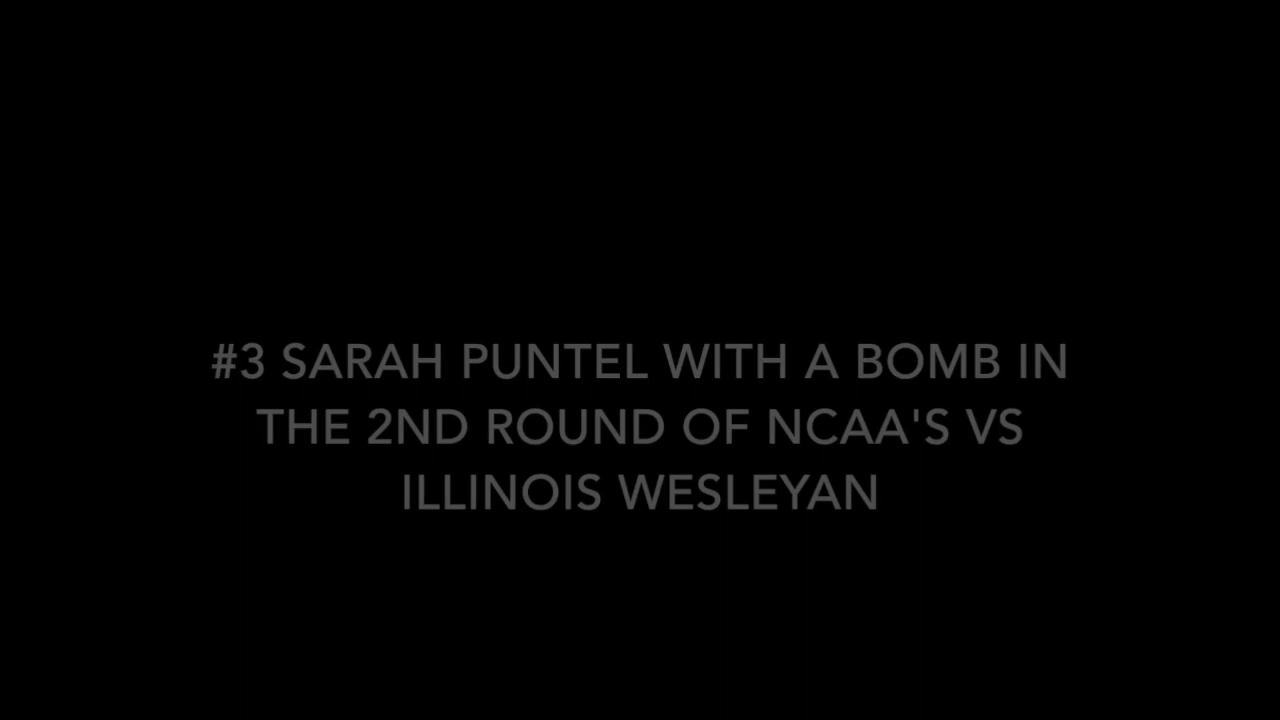 #3 SARAH PUNTEL WITH A BOMB IN
THE 2ND ROUND OF NCAA'S VS
ILLINOIS WESLEYAN